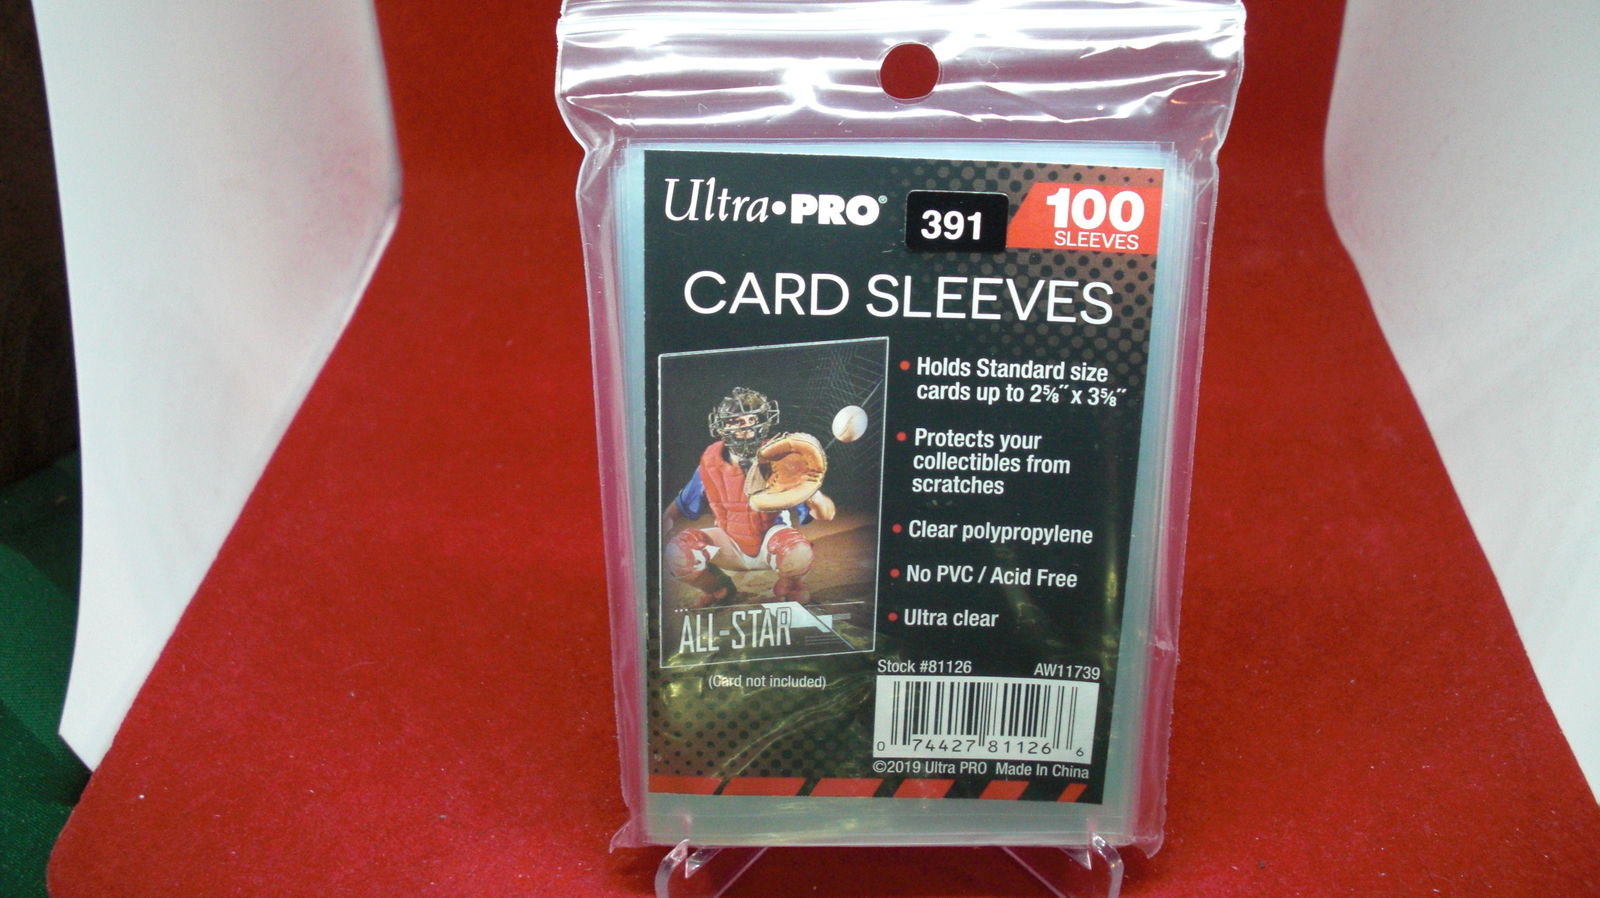 Ultra•PRO®
391
100
SLEEVES
CARD SLEEVES
• Holds Standard size
cards up to 2⅝˝ x 3⅝˝
• Protects your
collectibles from
scratches
• Clear polypropylene
• No PVC / Acid Free
• Ultra clear
ALL-STAR
(Card not included)
Stock #81126 AW11739
0 74427 81126 6
©2019 Ultra PRO Made In China